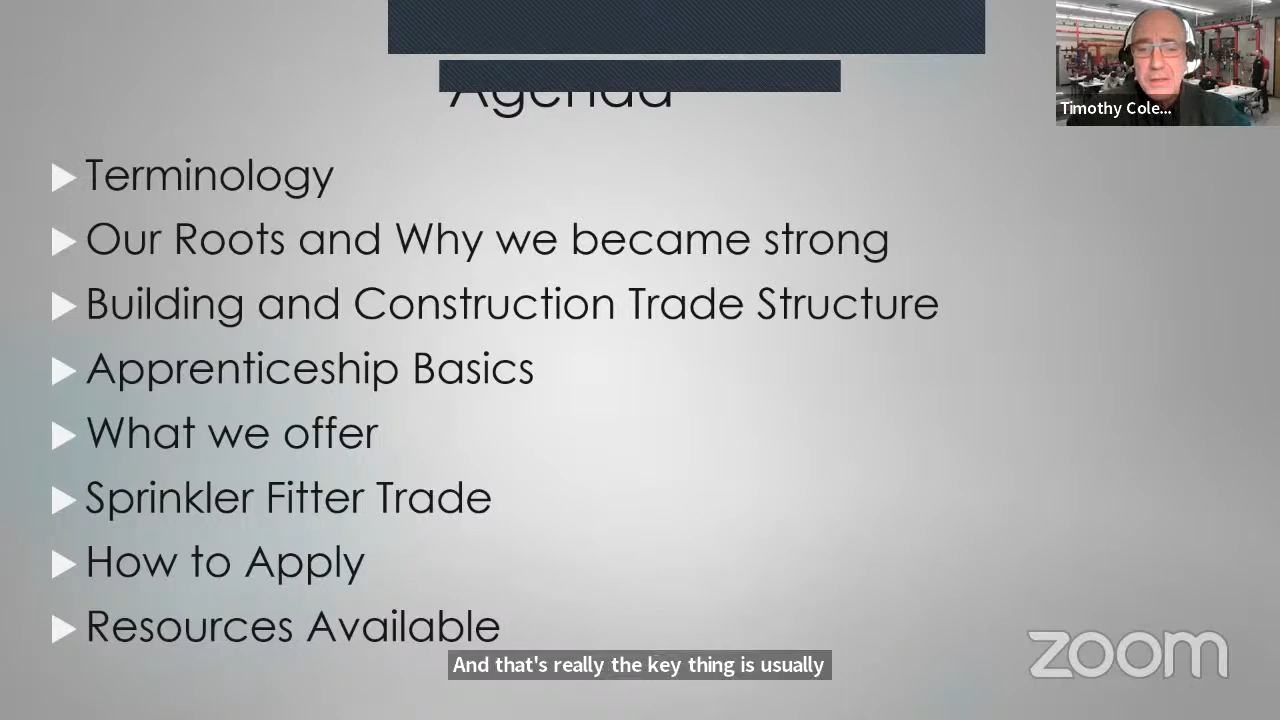 Agenda
Timothy Cole...
Terminology
Our Roots and Why we became strong
Building and Construction Trade Structure
Apprenticeship Basics
What we offer
Sprinkler Fitter Trade
How to Apply
Resources Available
And that's really the key thing is usually
zoom